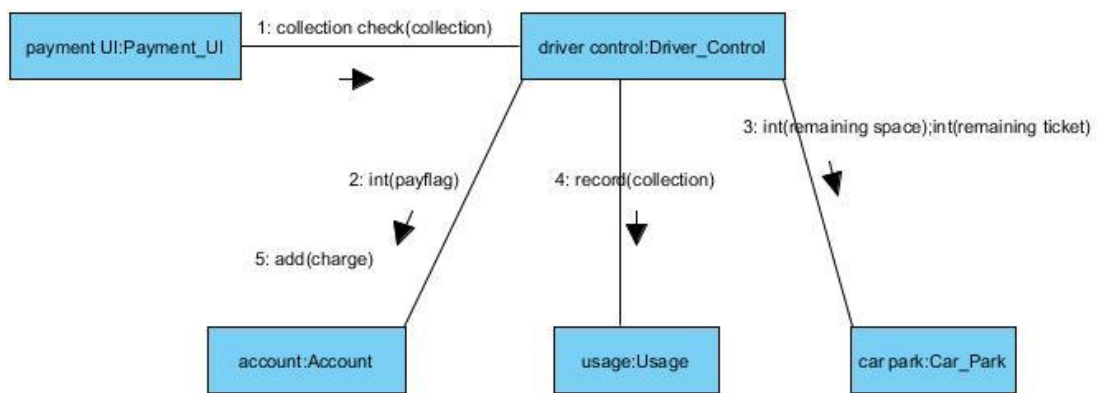 1: collection check(collection)
payment UI:Payment_UI
driver control:Driver_Control
3: int(remaining space);int(remaining ticket)
2: int(payflag)
4: record(collection)
5: add(charge)
account:Account
usage:Usage
car park:Car_Park